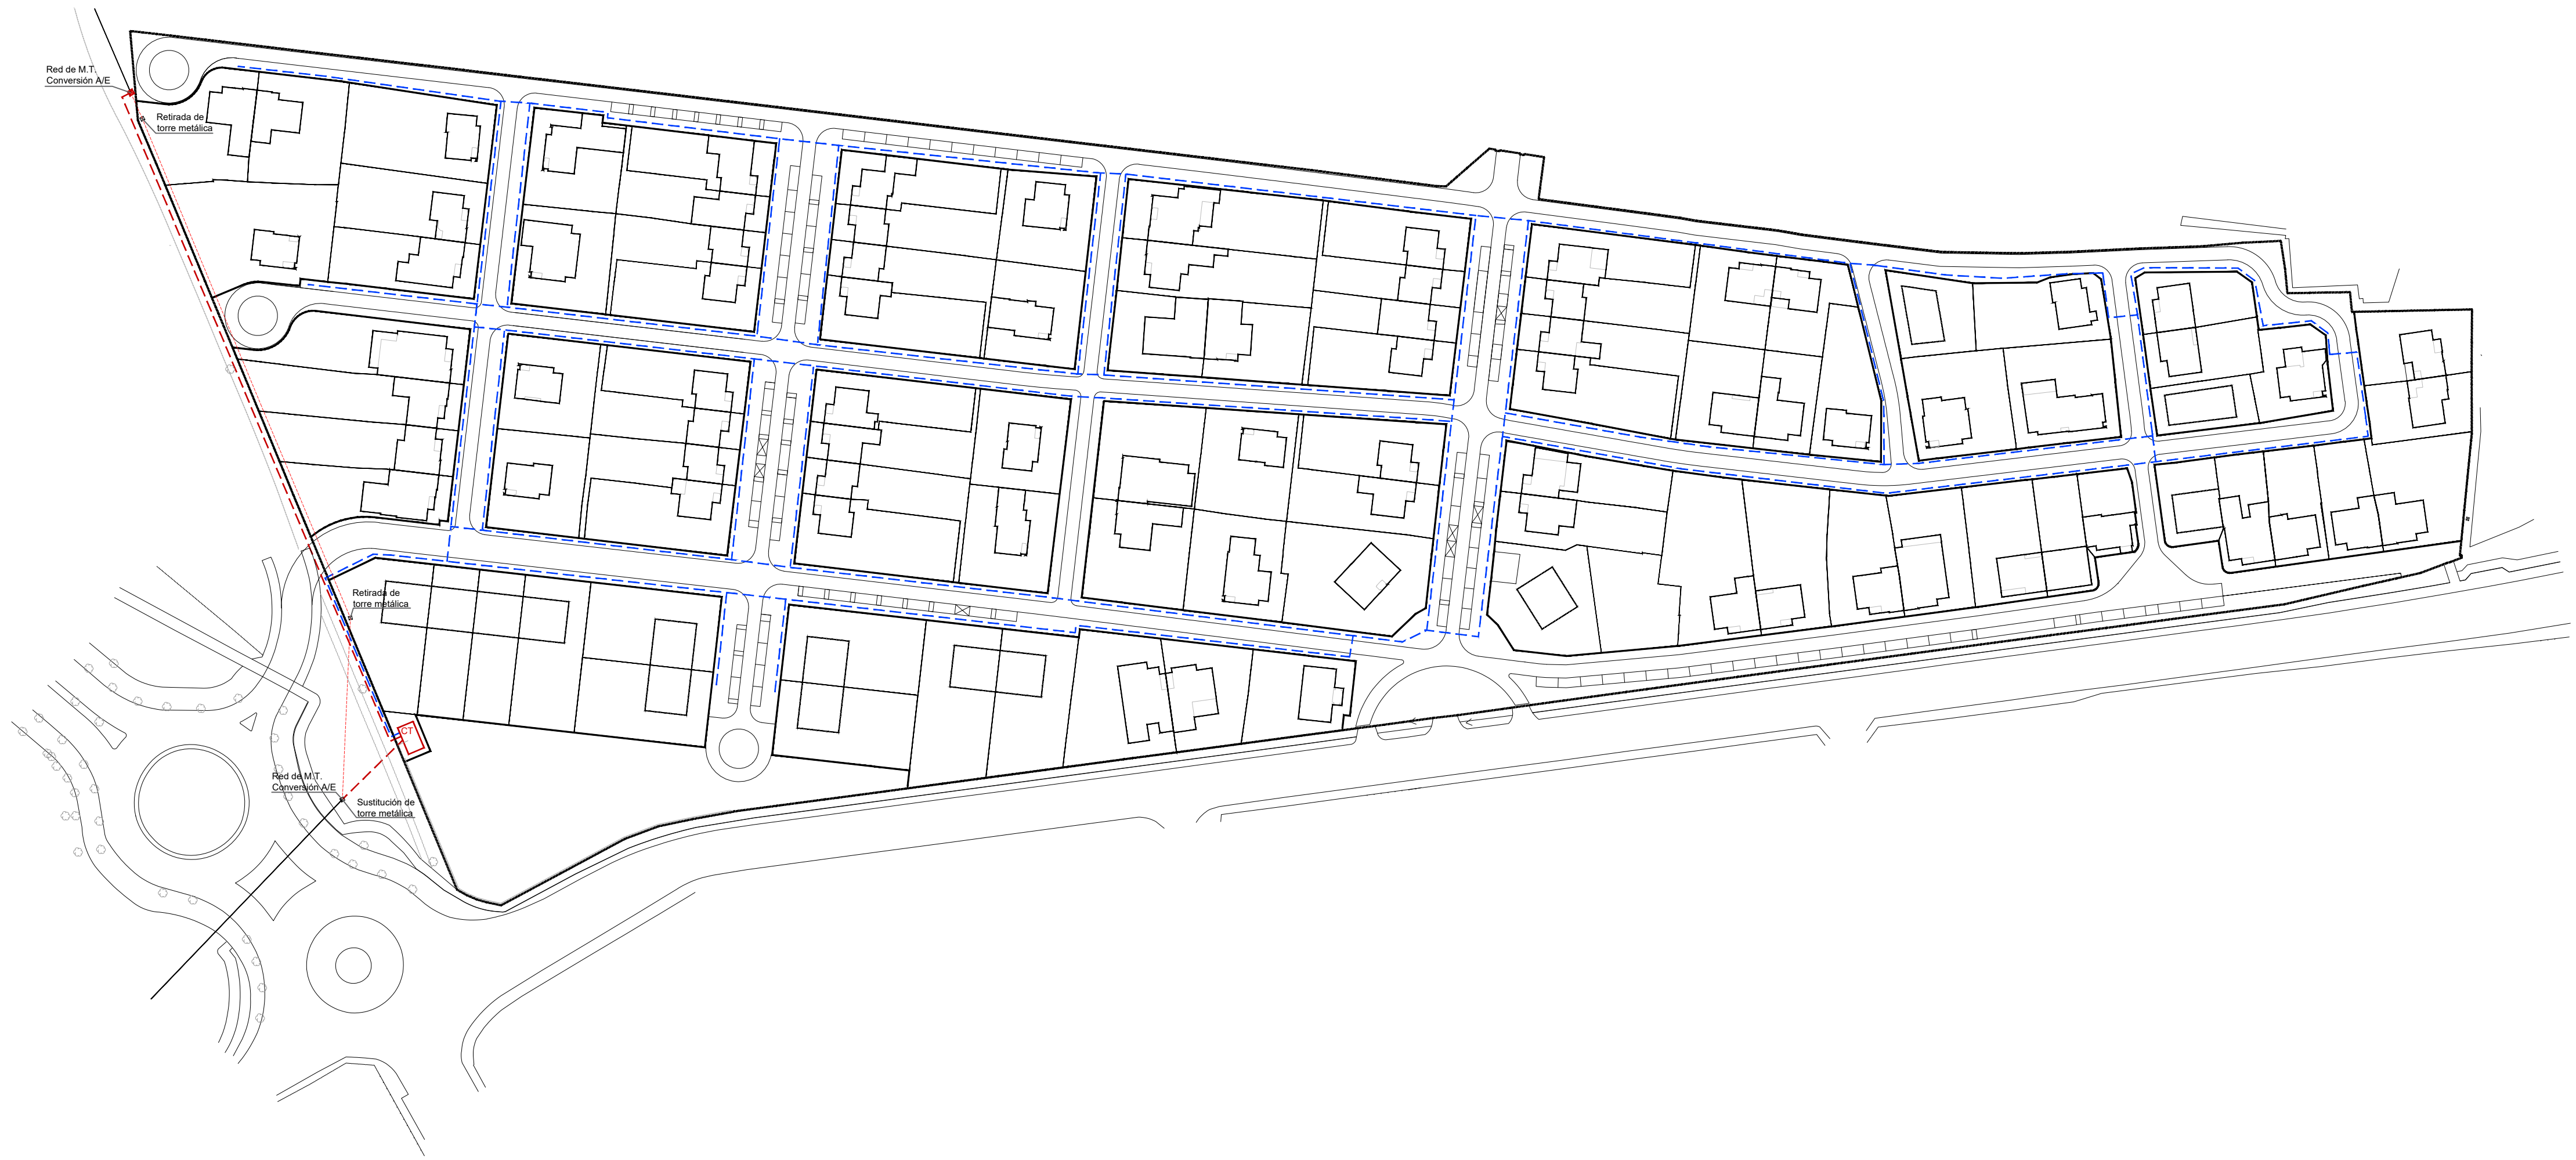 Red de M.T.
Conversión A/E
Retirada de
torre metálica
Retirada de
torre metálica
CT
Red de M.T.
Conversión A/E
Sustitución de
torre metálica